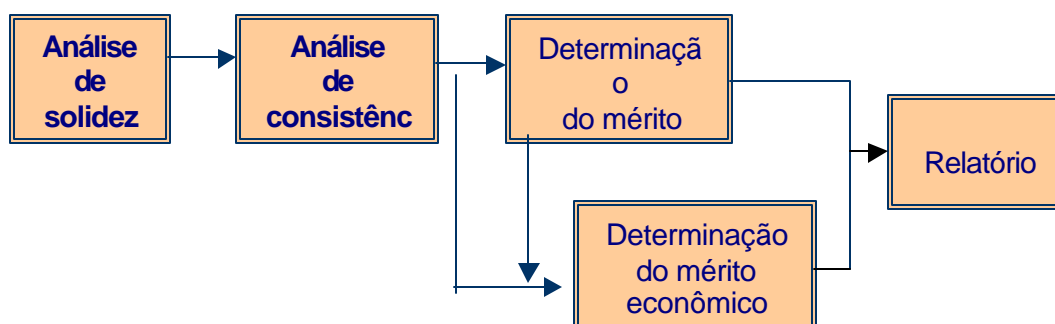 Análise
de
solidez
Análise
de
consistênc
Determinaçã
o
do mérito
Relatório
Determinação
do mérito
econômico